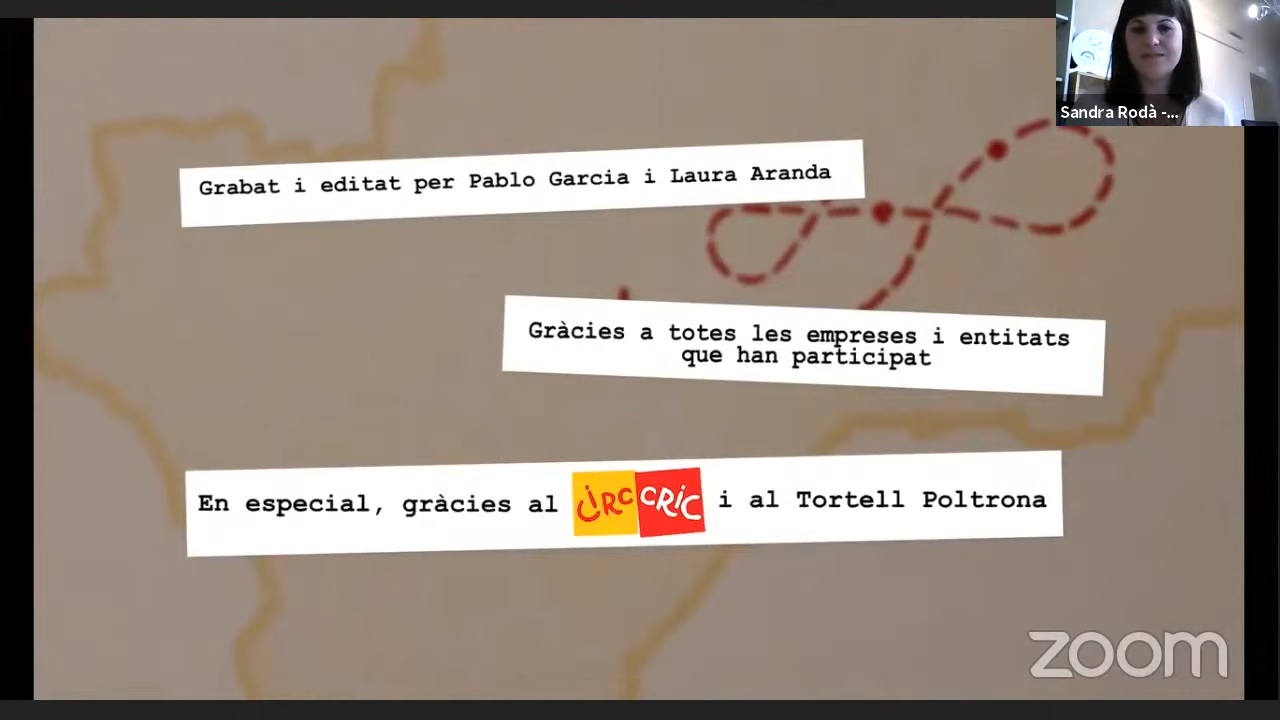 Sandra Rodà -...
Grabat i editat per Pablo Garcia i Laura Aranda
Gràcies a totes les empreses i entitats
que han participat
En especial, gràcies al CiRC CRiC i al Tortell Poltrona
zoom